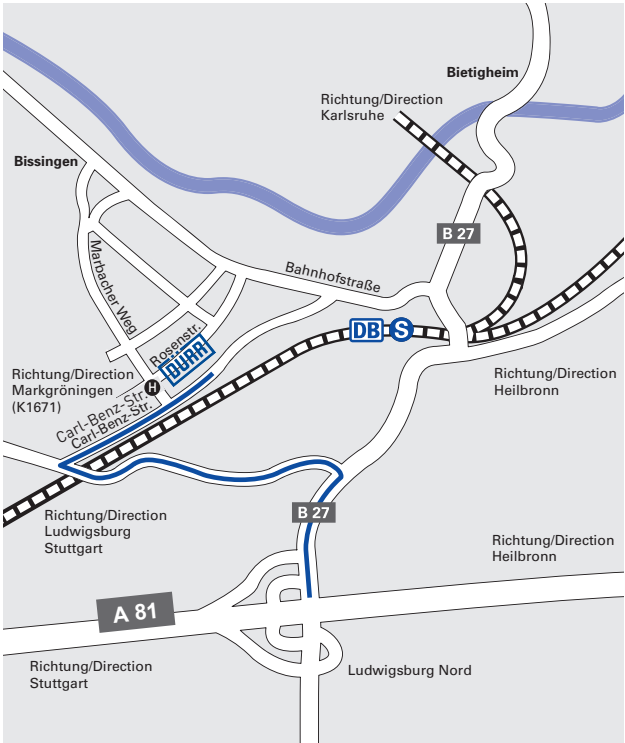 Bietigheim
Richtung/Direction
Karlsruhe
Bissingen
B 27
Bahnhofstraße
Marbacher Weg
Rosenstr.
DÜRR
DB S
Richtung/Direction
Markgröningen
(K1671)
H
Carl-Benz-Str.
Carl-Benz-Str.
Richtung/Direction
Heilbronn
Richtung/Direction
Ludwigsburg
Stuttgart
B 27
Richtung/Direction
Heilbronn
A 81
Richtung/Direction
Stuttgart
Ludwigsburg Nord